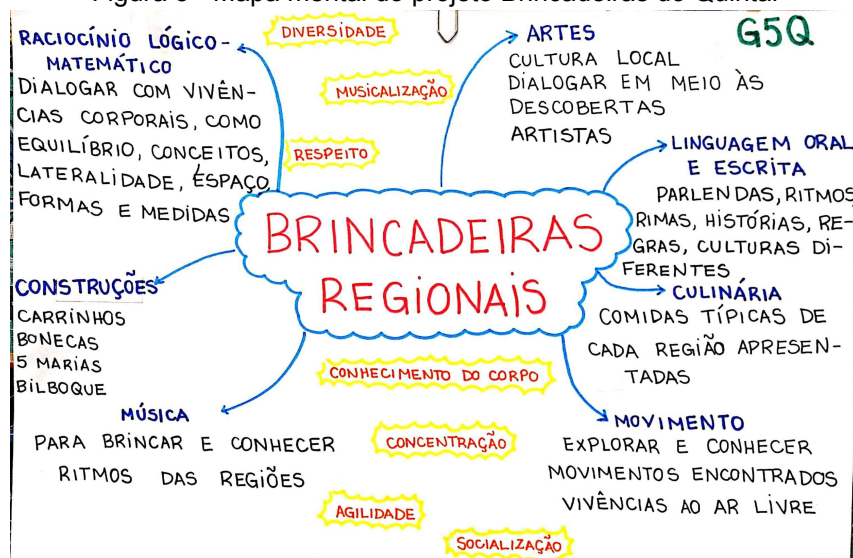 Figura 3 - Mapa mental do projeto Brincadeiras de Quintal
G5Q
DIVERSIDADE
MUSICALIZAÇÃO
RESPEITO
RACIOCÍNIO LÓGICO-
MATEMÁTICO
DIALOGAR COM VIVÊN-
CIAS CORPORAIS, COMO
EQUILÍBRIO, CONCEITOS,
LATERALIDADE, ESPAÇO,
FORMAS E MEDIDAS
ARTES
CULTURA LOCAL
DIALOGAR EM MEIO ÀS
DESCOBERTAS
ARTISTAS
LINGUAGEM ORAL
E ESCRITA
PARLENDAS, RITMOS,
RIMAS, HISTÓRIAS, RE-
GRAS, CULTURAS DI-
FERENTES
BRINCADEIRAS
REGIONAIS
CONSTRUÇÕES
CARRINHOS
BONECAS
5 MARIAS
BILBOQUE
CULINÁRIA
COMIDAS TÍPICAS DE
CADA REGIÃO APRESEN-
TADAS
MÚSICA
PARA BRINCAR E CONHECER
RITMOS DAS REGIÕES
CONHECIMENTO DO CORPO
CONCENTRAÇÃO
AGILIDADE
SOCIALIZAÇÃO
MOVIMENTO
EXPLORAR E CONHECER
MOVIMENTOS ENCONTRADOS
VIVÊNCIAS AO AR LIVRE